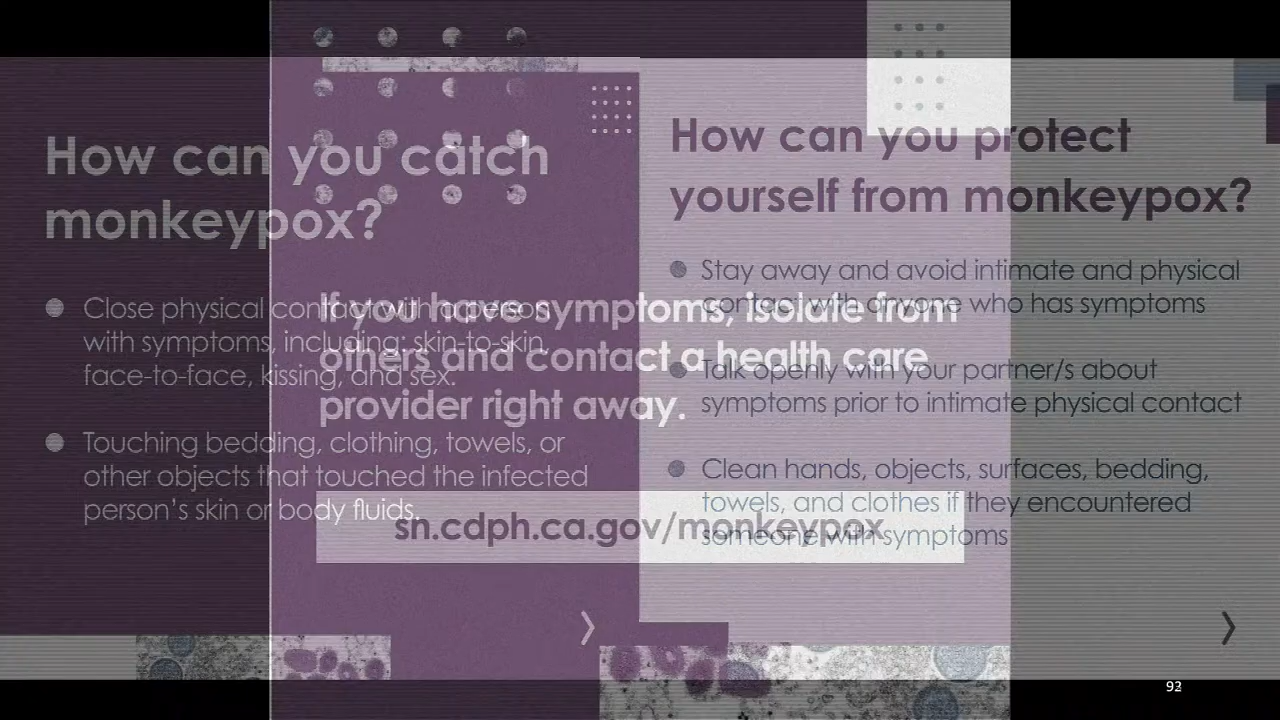 How can you catch
monkeypox?
Close physical contact with a person
with symptoms, including: skin-to-skin,
face-to-face, kissing, and sex.
Touching bedding, clothing, towels, or
other objects that touched the infected
person's skin or body fluids.
If you have symptoms, isolate from
others and contact a health care
provider right away.
sn.cdph.ca.gov/monkeypox
How can you protect
yourself from monkeypox?
Stay away and avoid intimate and physical
contact with anyone who has symptoms
Talk openly with your partner/s about
symptoms prior to intimate physical contact
Clean hands, objects, surfaces, bedding,
towels, and clothes if they encountered
someone with symptoms